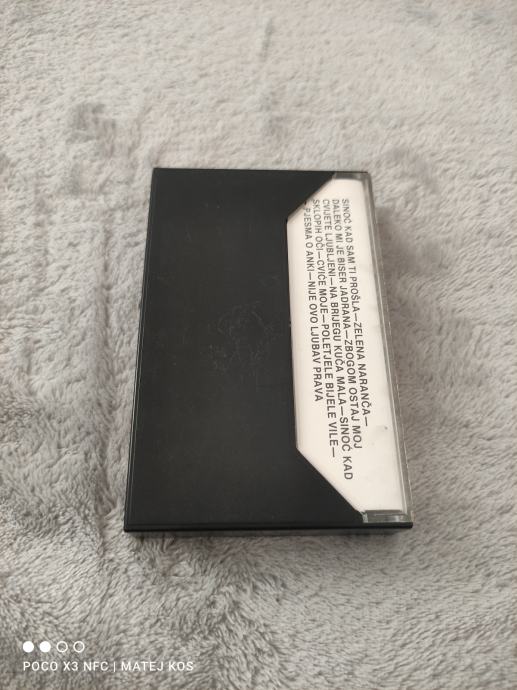 SINOĆ KAD SAM TI PROŠLA—ZELENA NARANČA—
DALEKO MI JE BISER JADRANA—ZBOGOM OSTAJ MOJ
CVIJETE LJUBLJENI—NA BRIJEGU KUĆA MALA—SINOĆ KAD
SKLOPIH OČI—CVIĆE MOJE—POLETJELE BIJELE VILE—
PJESMA O ANKI—NIJE OVO LJUBAV PRAVA
POCO X3 NFC | MATEJ KOS